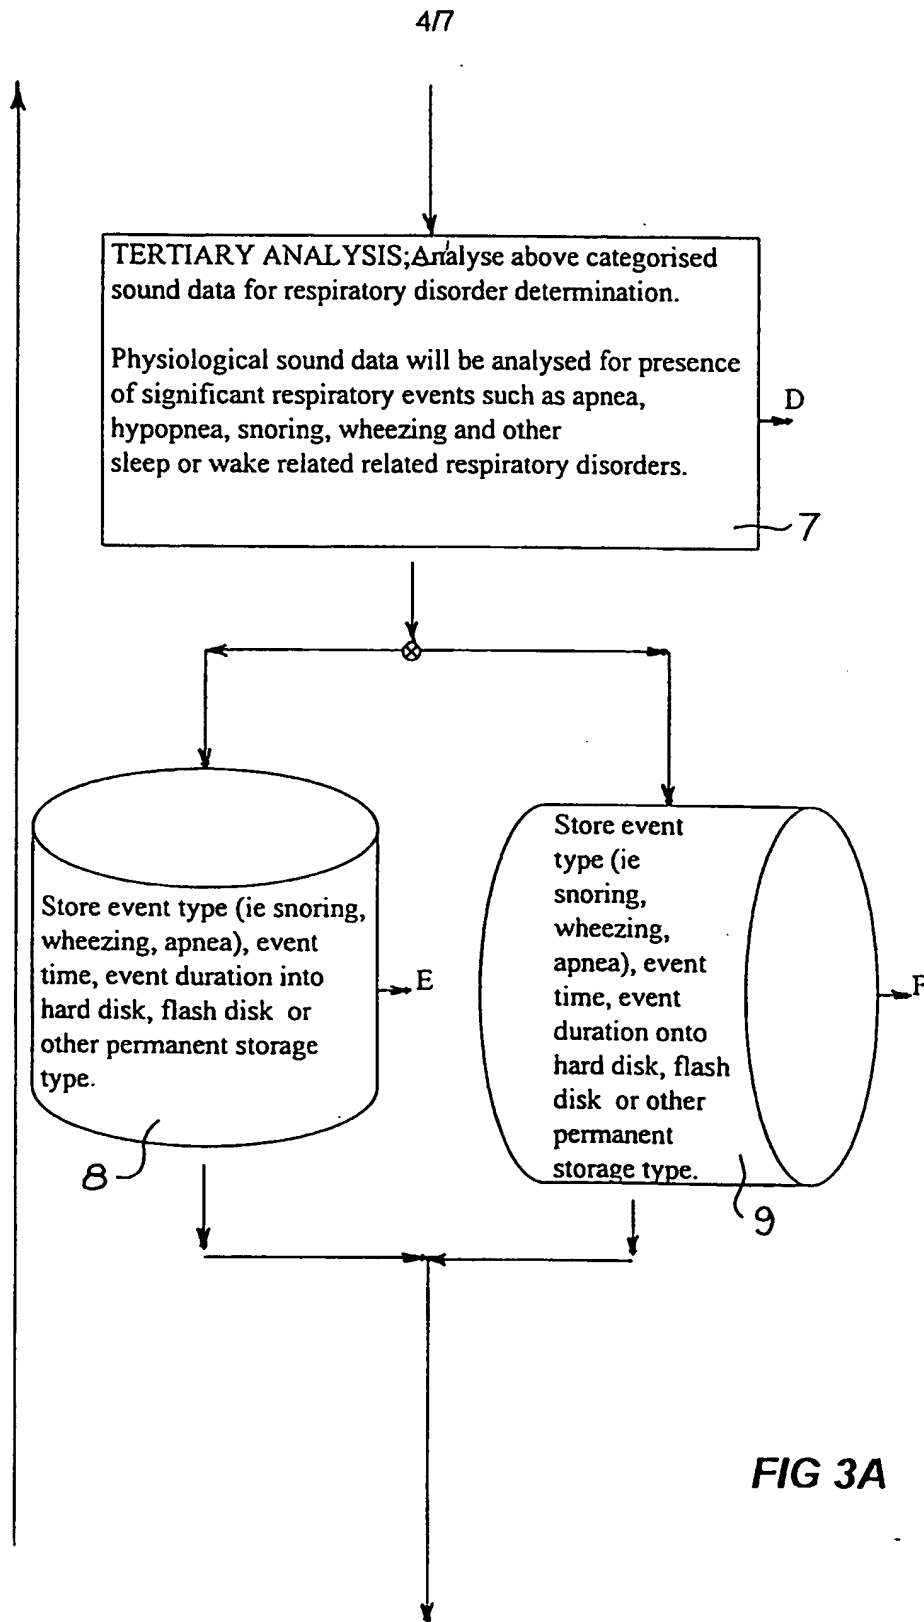 4/7
TERTIARY ANALYSIS;Analyse above categorised
sound data for respiratory disorder determination.
Physiological sound data will be analysed for presence
of significant respiratory events such as apnea,
hypopnea, snoring, wheezing and other
sleep or wake related related respiratory disorders.
D
7
Store event type (ie snoring,
wheezing, apnea), event
time, event duration into
hard disk, flash disk or
other permanent storage
type.
E
8
Store event
type (ie
snoring,
wheezing,
apnea), event
time, event
duration onto
hard disk, flash
disk or other
permanent
storage type.
F
9
FIG 3A